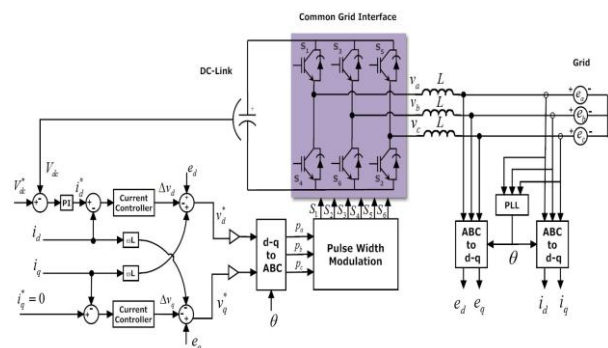 Common Grid Interface
DC-Link
Grid
S1
S3
S5
S4
S6
S2
va
L
vb
L
vc
L
ea
eb
ec
Vdc
V*dc
PI
i*d
Current Controller
Δvd
ed
v*d
id
ωL
iq
ωL
i*q = 0
Current Controller
Δvq
eq
v*q
d-q to ABC
θ
pa
pb
pc
S1 S2 S3 S4 S5 S6
Pulse Width Modulation
PLL
ABC to d-q
θ
ABC to d-q
ed eq
id iq